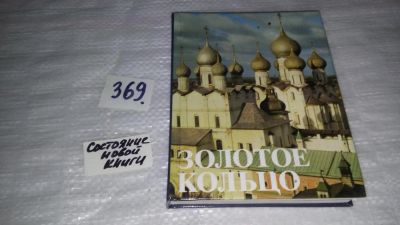 369
Состояние
новой
книги
ЗОЛОТОЕ
КОЛЬЦО